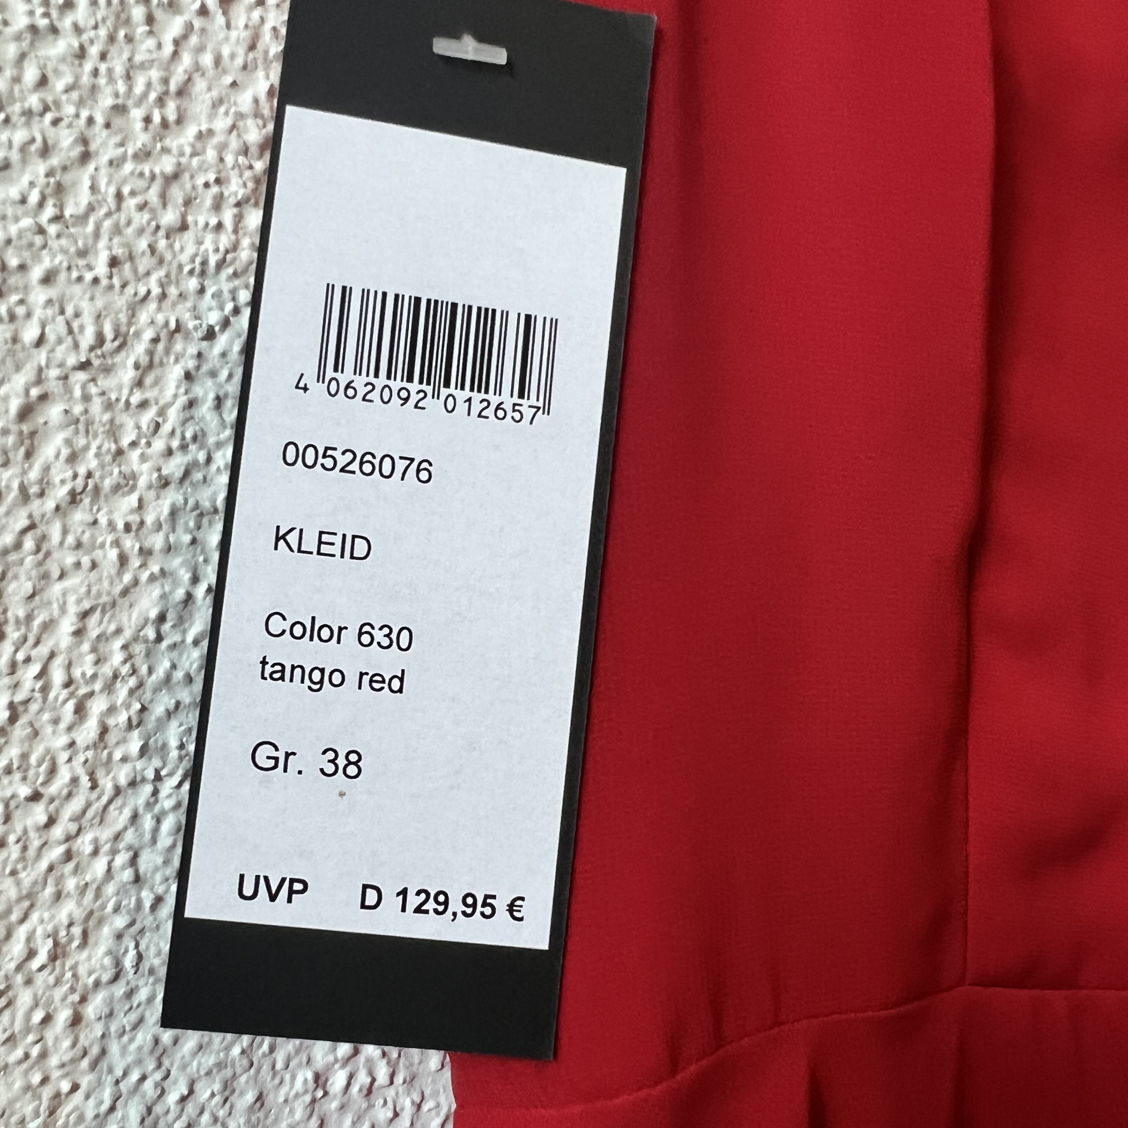 4 062092 012657
00526076
KLEID
Color 630
tango red
Gr. 38
UVP D 129,95 €